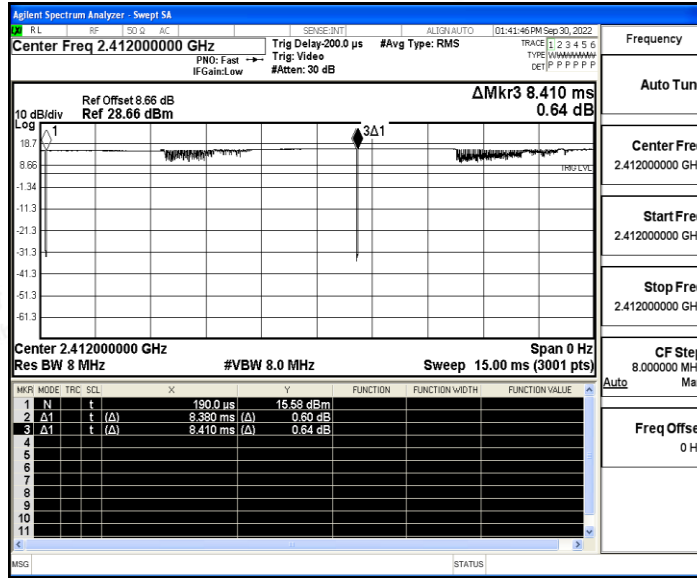 Agilent Spectrum Analyzer - Swept SA
RL RF 50 Ω AC SENSE:INT ALIGN AUTO 01:41:46 PM Sep 30, 2022
Center Freq 2.412000000 GHz
PNO: Fast
IFGain:Low
Trig Delay-200.0 µs
Trig: Video
#Atten: 30 dB
#Avg Type: RMS
TRACE 1 2 3 4 5 6
TYPE WWWWWW
DET P P P P P P
Frequency
Auto Tun
Ref Offset 8.66 dB
10 dB/div Ref 28.66 dBm
Log
ΔMkr3 8.410 ms
0.64 dB
1
3Δ1
18.7
8.66
-1.34
-11.3
-21.3
-31.3
-41.3
-51.3
-61.3
TRIG LVL
Center Fre
2.412000000 GH
Start Fre
2.412000000 GH
Stop Fre
2.412000000 GH
Center 2.412000000 GHz Span 0 Hz
Res BW 8 MHz #VBW 8.0 MHz Sweep 15.00 ms (3001 pts)
CF Step
8.000000 MH
Auto Ma
MKR MODE TRC SCL X Y FUNCTION FUNCTION WIDTH FUNCTION VALUE
1 N t 190.0 µs 15.58 dBm
2 Δ1 t (Δ) 8.380 ms (Δ) 0.60 dB
3 Δ1 t (Δ) 8.410 ms (Δ) 0.64 dB
4
5
6
7
8
9
10
11
Freq Offse
0 H
MSG STATUS